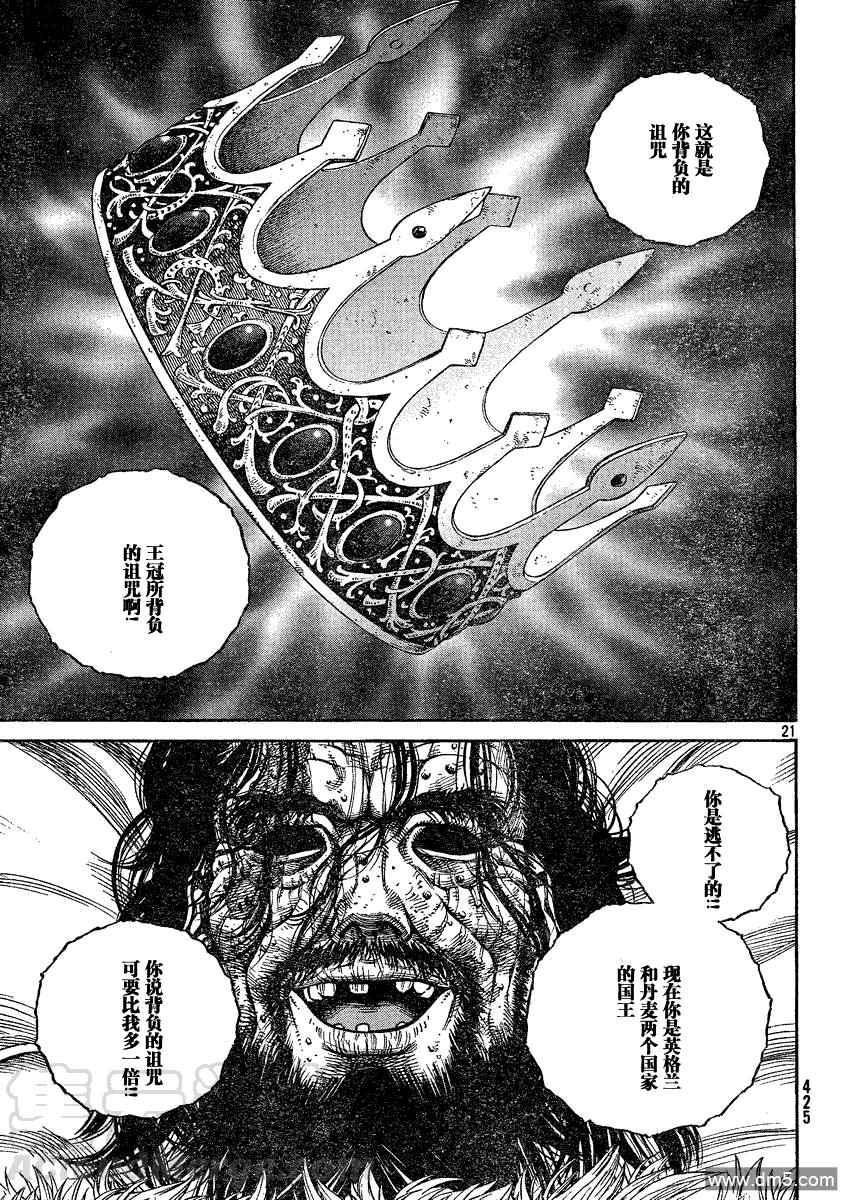 这就是
你背负的
诅咒
王冠所背负
的诅咒啊!!
21
你是逃不了的!!
现在你是英格兰
和丹麦两个国家
的国王
你说背负的诅咒
可要比我多一倍!!
425
www.dm5.com